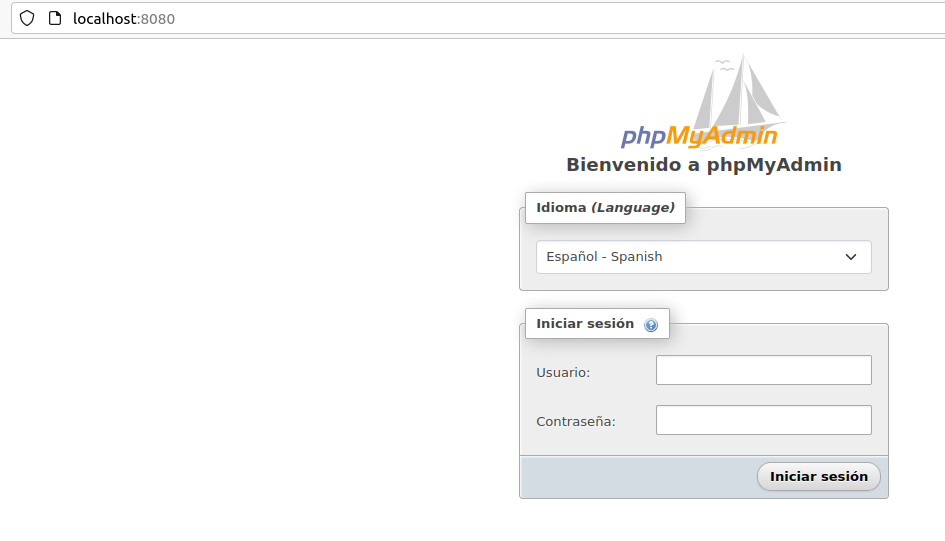 localhost:8080
phpMyAdmin
Bienvenido a phpMyAdmin
Idioma (Language)
Español - Spanish
Iniciar sesión
Usuario:
Contraseña:
Iniciar sesión